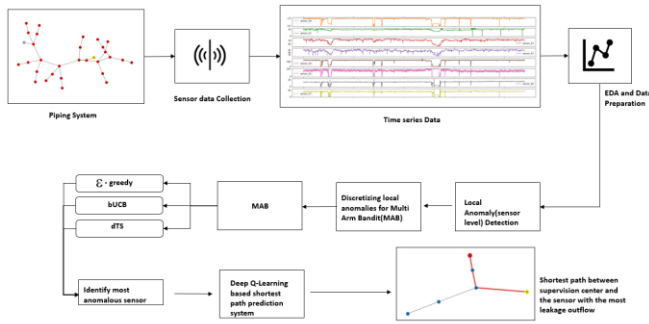 Piping System
Sensor data Collection
Time series Data
EDA and Data
Preparation
Ɛ - greedy
bUCB
dTS
MAB
Discretizing local
anomalies for Multi
Arm Bandit(MAB)
Local
Anomaly(sensor
level) Detection
Identify most
anomalous sensor
Deep Q-Learning
based shortest
path prediction
system
Shortest path between
supervision center and
the sensor with the most
leakage outflow